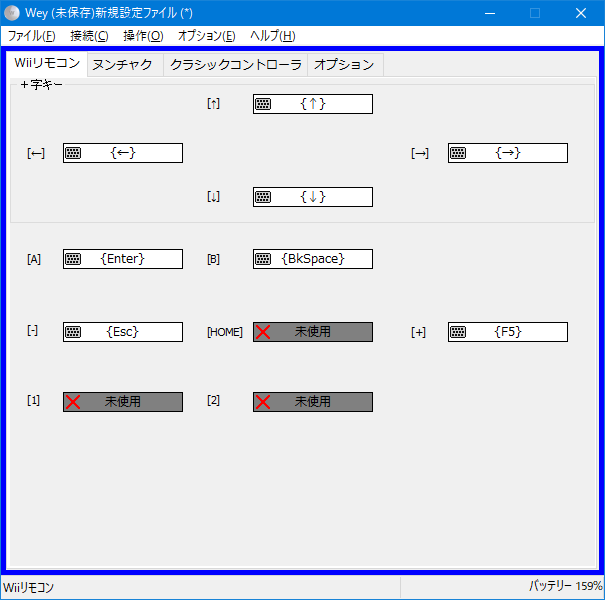 Wey (未保存)新規設定ファイル (*)
ファイル(F) 接続(C) 操作(O) オプション(E) ヘルプ(H)
Wiiリモコン ヌンチャク クラシックコントローラ オプション
+字キー
[↑] {↑}
[←] {←} [→] {→}
[↓] {↓}
[A] {Enter} [B] {BkSpace}
[-] {Esc} [HOME] 未使用 [+] {F5}
[1] 未使用 [2] 未使用
Wiiリモコン バッテリー 159%